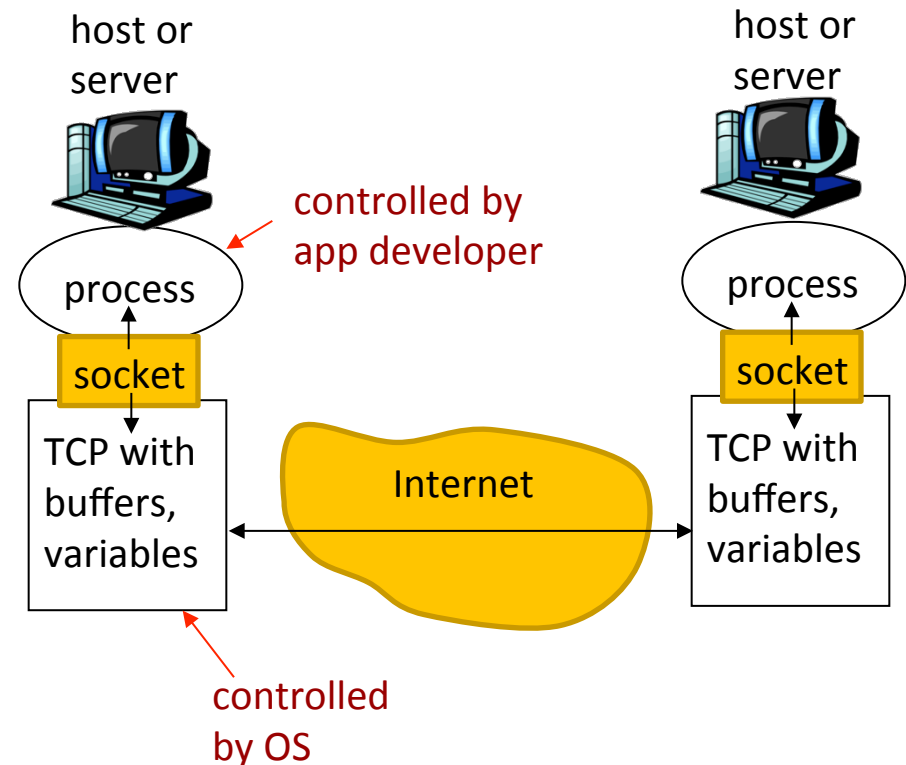 host or
server
host or
server
controlled by
app developer
process
process
socket
socket
TCP with
buffers,
variables
Internet
TCP with
buffers,
variables
controlled
by OS